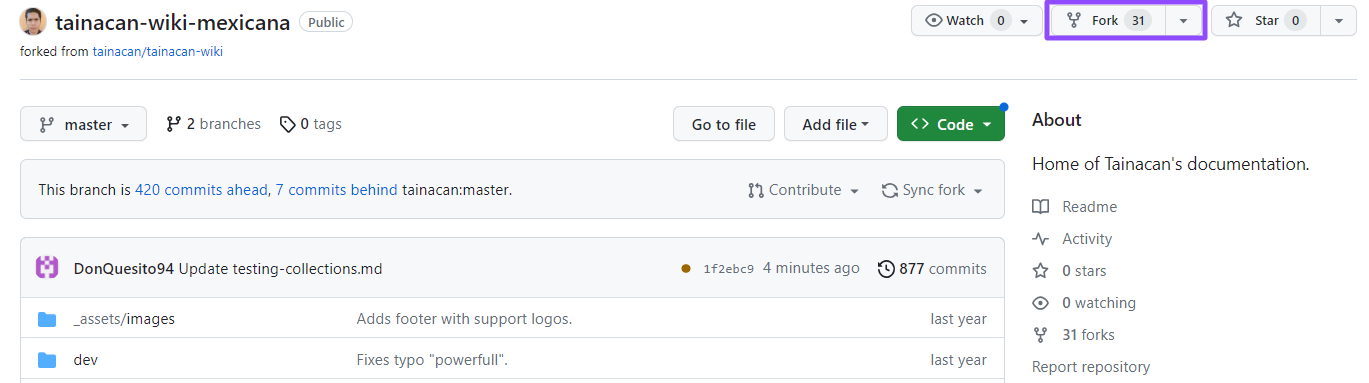 tainacan-wiki-mexicana Public Watch 0 Fork 31 Star 0
forked from tainacan/tainacan-wiki
master 2 branches 0 tags Go to file Add file Code
About
Home of Tainacan's documentation.
This branch is 420 commits ahead, 7 commits behind tainacan:master. Contribute Sync fork
Readme
Activity
DonQuesito94 Update testing-collections.md 1f2ebc9 4 minutes ago 877 commits
0 stars
0 watching
_assets/images Adds footer with support logos. last year
31 forks
dev Fixes typo "powerfull". last year
Report repository